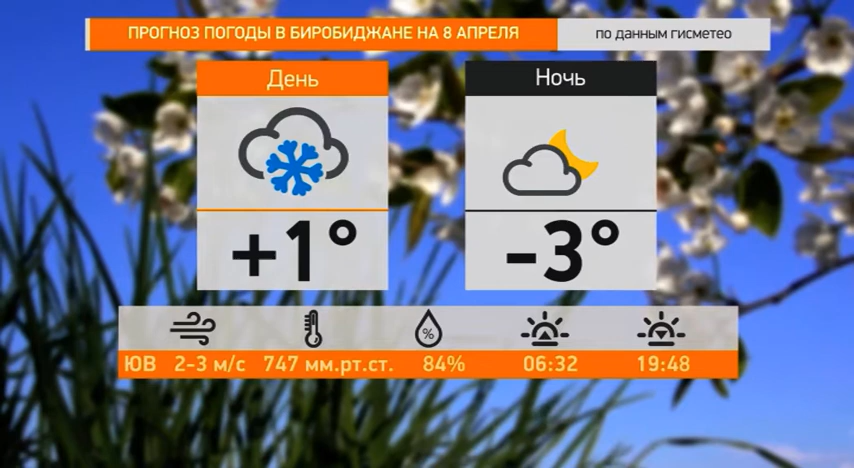 ПРОГНОЗ ПОГОДЫ В БИРОБИДЖАНЕ НА 8 АПРЕЛЯ
по данным гисметео
День
Ночь
+1°
-3°
%
ЮВ 2-3 м/с 747 мм.рт.ст. 84% 06:32 19:48